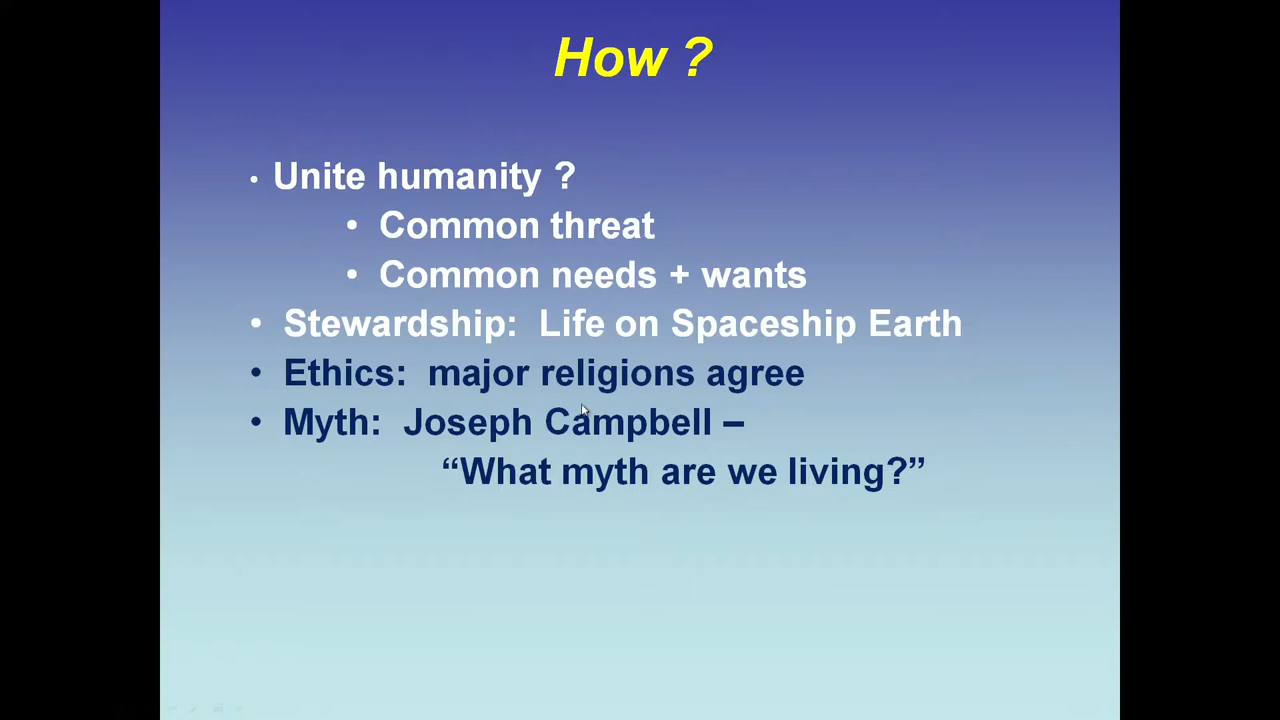 How ?
• Unite humanity ?
• Common threat
• Common needs + wants
• Stewardship: Life on Spaceship Earth
• Ethics: major religions agree
• Myth: Joseph Campbell –
“What myth are we living?”